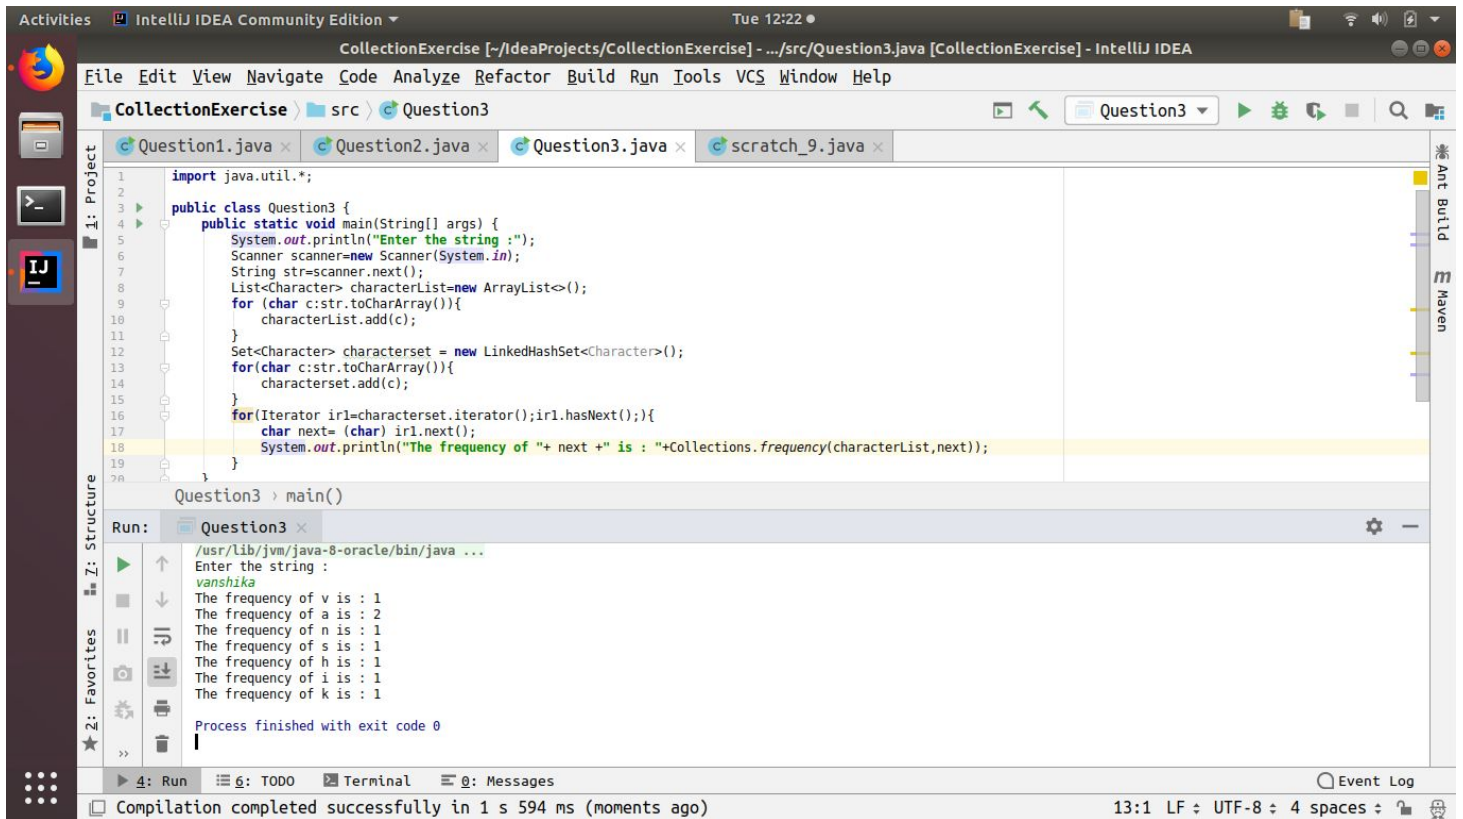 Activities IntelliJ IDEA Community Edition Tue 12:22
CollectionExercise [~/IdeaProjects/CollectionExercise] - .../src/Question3.java [CollectionExercise] - IntelliJ IDEA
File Edit View Navigate Code Analyze Refactor Build Run Tools VCS Window Help
CollectionExercise src Question3 Question3
Question1.java Question2.java Question3.java scratch_9.java
1: Project
Ant Build
Maven
1 import java.util.*;
2
3 public class Question3 {
4 public static void main(String[] args) {
5 System.out.println("Enter the string :");
6 Scanner scanner=new Scanner(System.in);
7 String str=scanner.next();
8 List<Character> characterList=new ArrayList<>();
9 for (char c:str.toCharArray()){
10 characterList.add(c);
11 }
12 Set<Character> characterset = new LinkedHashSet<Character>();
13 for(char c:str.toCharArray()){
14 characterset.add(c);
15 }
16 for(Iterator ir1=characterset.iterator();ir1.hasNext();){
17 char next= (char) ir1.next();
18 System.out.println("The frequency of "+ next +" is : "+Collections.frequency(characterList,next));
19 }
20 }
Question3 › main()
7: Structure
2: Favorites
Run: Question3
/usr/lib/jvm/java-8-oracle/bin/java ...
Enter the string :
vanshika
The frequency of v is : 1
The frequency of a is : 2
The frequency of n is : 1
The frequency of s is : 1
The frequency of h is : 1
The frequency of i is : 1
The frequency of k is : 1
Process finished with exit code 0
4: Run 6: TODO Terminal 0: Messages Event Log
Compilation completed successfully in 1 s 594 ms (moments ago) 13:1 LF UTF-8 4 spaces